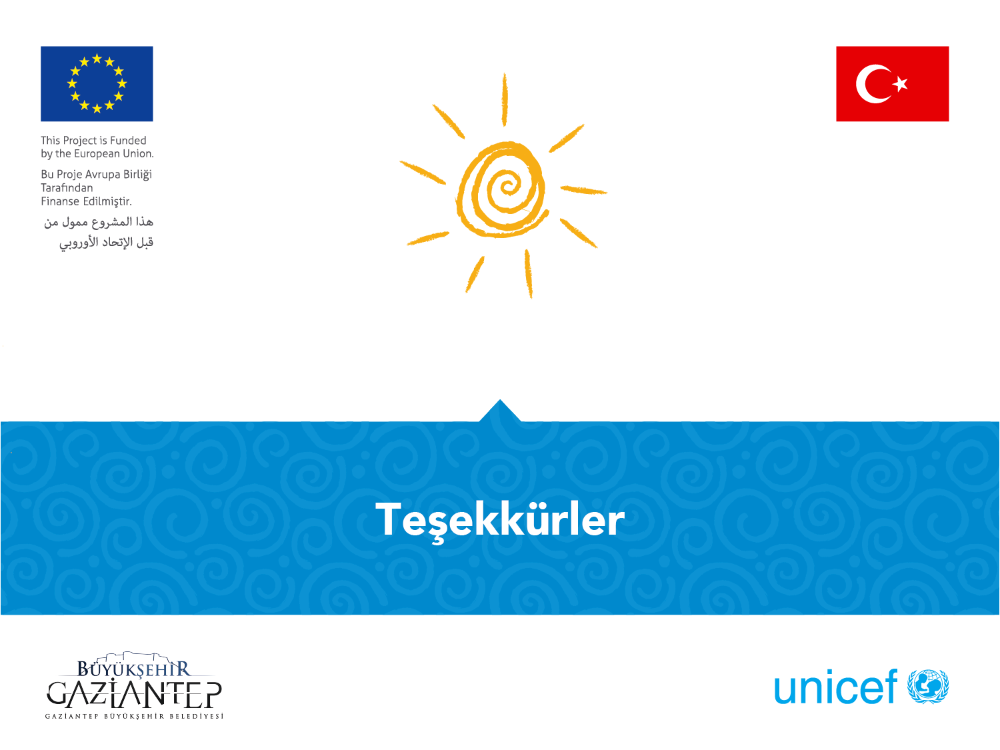 This Project is Funded
by the European Union.
Bu Proje Avrupa Birliği
Tarafından
Finanse Edilmiştir.
هذا المشروع ممول من
قبل الإتحاد الأوروبي
Teşekkürler
BÜYÜKŞEHİR
GAZİANTEP
GAZİANTEP BÜYÜKŞEHİR BELEDİYESİ
unicef